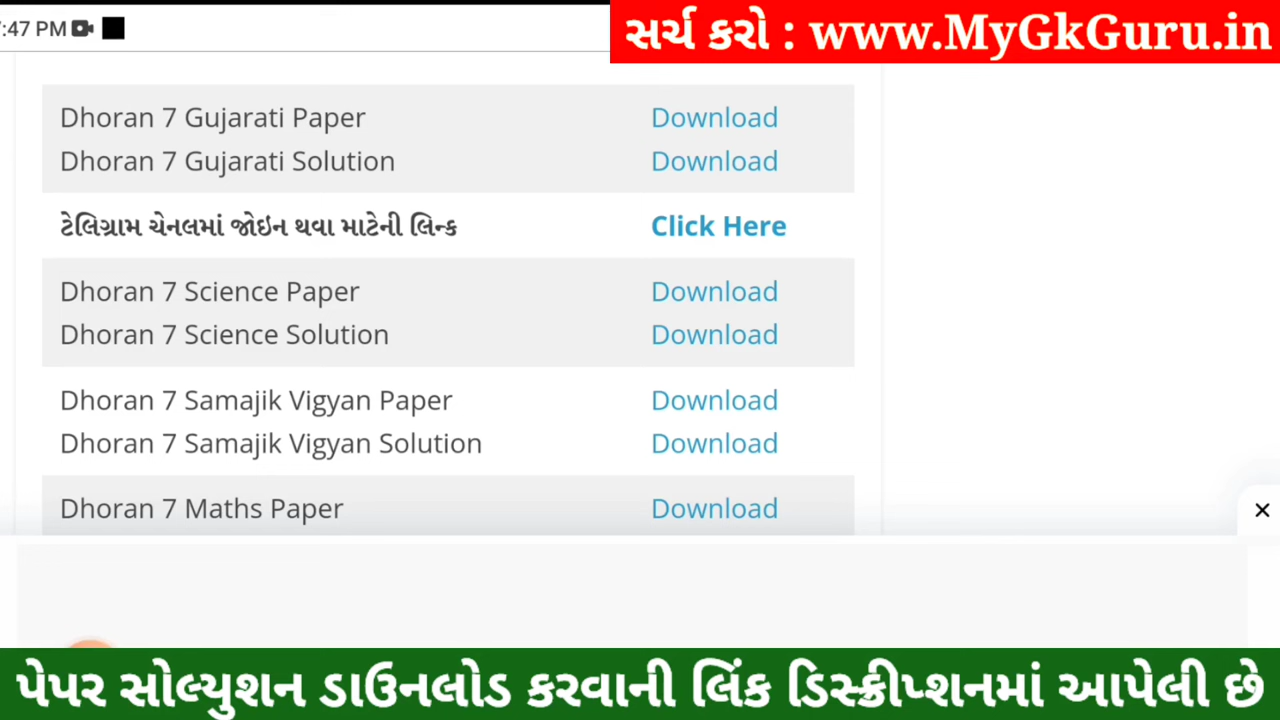 :47 PM
સર્ચ કરો : www.MyGkGuru.in
Dhoran 7 Gujarati Paper Download
Dhoran 7 Gujarati Solution Download
ટેલિગ્રામ ચેનલમાં જોઇન થવા માટેની લિન્ક Click Here
Dhoran 7 Science Paper Download
Dhoran 7 Science Solution Download
Dhoran 7 Samajik Vigyan Paper Download
Dhoran 7 Samajik Vigyan Solution Download
Dhoran 7 Maths Paper Download
પેપર સોલ્યુશન ડાઉનલોડ કરવાની લિંક ડિસ્ક્રીપ્શનમાં આપેલી છે